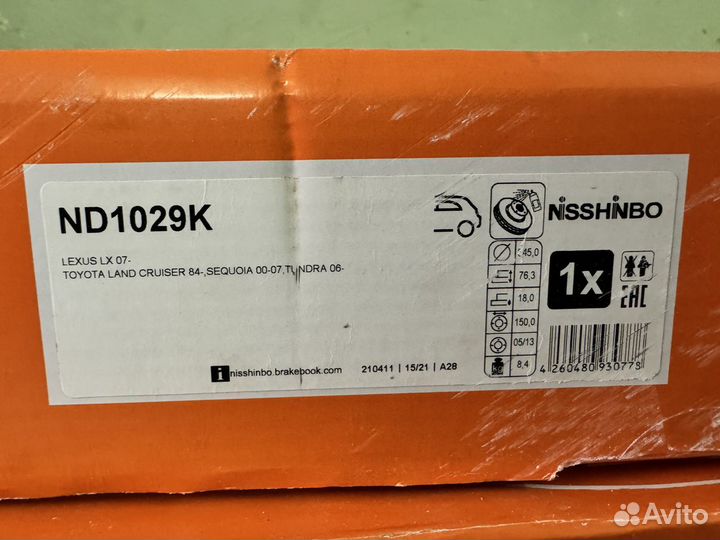 ND1029K
LEXUS LX 07-
TOYOTA LAND CRUISER 84-,SEQUOIA 00-07,TUNDRA 06-
i nisshinbo.brakebook.com 210411 | 15/21 | A28
NiSSHiNBO
345,0
76,3
18,0
150,0
05/13
KG 8,4
1x
EAC
4 260480 930773
Avito